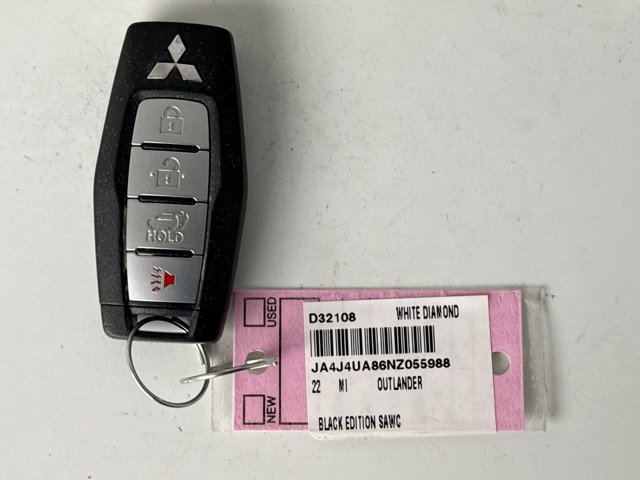 HOLD
USED
NEW
D32108 WHITE DIAMOND
JA4J4UA86NZ055988
22 MI OUTLANDER
BLACK EDITION SAWC